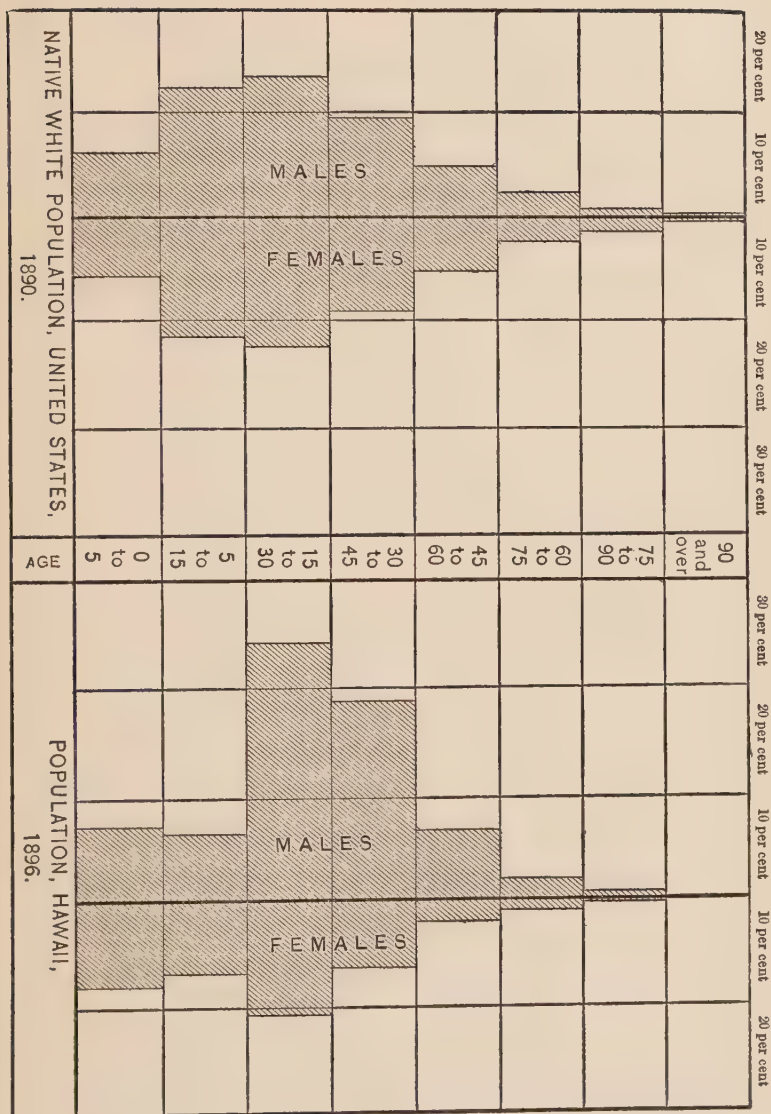 20 per cent
10 per cent
10 per cent
20 per cent
30 per cent
30 per cent
20 per cent
10 per cent
10 per cent
20 per cent
90
and
over
75
to
90
60
to
75
45
to
60
30
to
45
15
to
30
5
to
15
0
to
5
AGE
MALES
FEMALES
MALES
FEMALES
NATIVE WHITE POPULATION, UNITED STATES,
1890.
POPULATION, HAWAII,
1896.